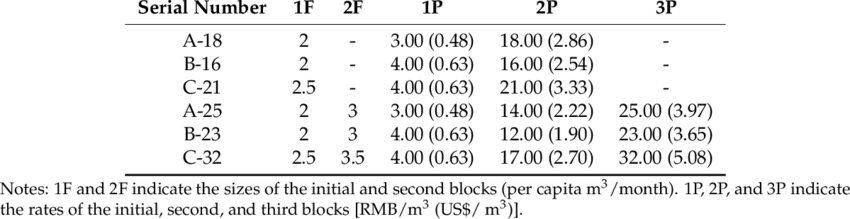 Serial Number 1F 2F 1P 2P 3P
A-18 2 - 3.00 (0.48) 18.00 (2.86) -
B-16 2 - 4.00 (0.63) 16.00 (2.54) -
C-21 2.5 - 4.00 (0.63) 21.00 (3.33) -
A-25 2 3 3.00 (0.48) 14.00 (2.22) 25.00 (3.97)
B-23 2 3 4.00 (0.63) 12.00 (1.90) 23.00 (3.65)
C-32 2.5 3.5 4.00 (0.63) 17.00 (2.70) 32.00 (5.08)
Notes: 1F and 2F indicate the sizes of the initial and second blocks (per capita m³/month). 1P, 2P, and 3P indicate
the rates of the initial, second, and third blocks [RMB/m³ (US$/ m³)].